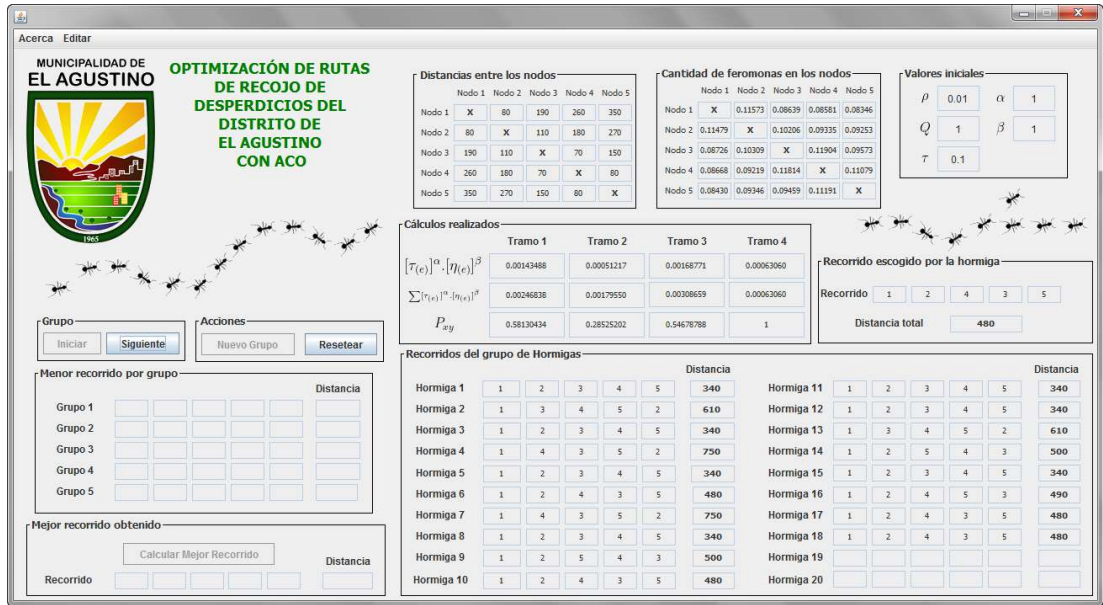 Acerca Editar
MUNICIPALIDAD DE
EL AGUSTINO
1965
OPTIMIZACIÓN DE RUTAS
DE RECOJO DE
DESPERDICIOS DEL
DISTRITO DE
EL AGUSTINO
CON ACO
Distancias entre los nodos
Nodo 1 Nodo 2 Nodo 3 Nodo 4 Nodo 5
Nodo 1 X 80 190 260 350
Nodo 2 80 X 110 180 270
Nodo 3 190 110 X 70 150
Nodo 4 260 180 70 X 80
Nodo 5 350 270 150 80 X
Cantidad de feromonas en los nodos
Nodo 1 Nodo 2 Nodo 3 Nodo 4 Nodo 5
Nodo 1 X 0.11573 0.08639 0.08581 0.08346
Nodo 2 0.11479 X 0.10206 0.09335 0.09253
Nodo 3 0.08726 0.10309 X 0.11904 0.09573
Nodo 4 0.08668 0.09219 0.11814 X 0.11079
Nodo 5 0.08430 0.09346 0.09459 0.11191 X
Valores iniciales
ρ 0.01 α 1
Q 1 β 1
τ 0.1
Cálculos realizados
Tramo 1 Tramo 2 Tramo 3 Tramo 4
[τ(e)]^α.[η(e)]^β 0.00143488 0.00051217 0.00168771 0.00063060
∑[τ(e)]^α.[η(e)]^β 0.00246838 0.00179550 0.00308659 0.00063060
Pxy 0.58130434 0.28525202 0.54678788 1
Recorrido escogido por la hormiga
Recorrido 1 2 4 3 5
Distancia total 480
Grupo
Iniciar Siguiente
Acciones
Nuevo Grupo Resetear
Menor recorrido por grupo
Distancia
Grupo 1
Grupo 2
Grupo 3
Grupo 4
Grupo 5
Mejor recorrido obtenido
Calcular Mejor Recorrido
Distancia
Recorrido
Recorridos del grupo de Hormigas
Distancia
Hormiga 1 1 2 3 4 5 340
Hormiga 2 1 3 4 5 2 610
Hormiga 3 1 2 3 4 5 340
Hormiga 4 1 4 3 5 2 750
Hormiga 5 1 2 3 4 5 340
Hormiga 6 1 2 4 3 5 480
Hormiga 7 1 4 3 5 2 750
Hormiga 8 1 2 3 4 5 340
Hormiga 9 1 2 5 4 3 500
Hormiga 10 1 2 4 3 5 480
Distancia
Hormiga 11 1 2 3 4 5 340
Hormiga 12 1 2 3 4 5 340
Hormiga 13 1 3 4 5 2 610
Hormiga 14 1 2 5 4 3 500
Hormiga 15 1 2 3 4 5 340
Hormiga 16 1 2 4 5 3 490
Hormiga 17 1 2 4 3 5 480
Hormiga 18 1 2 4 3 5 480
Hormiga 19
Hormiga 20